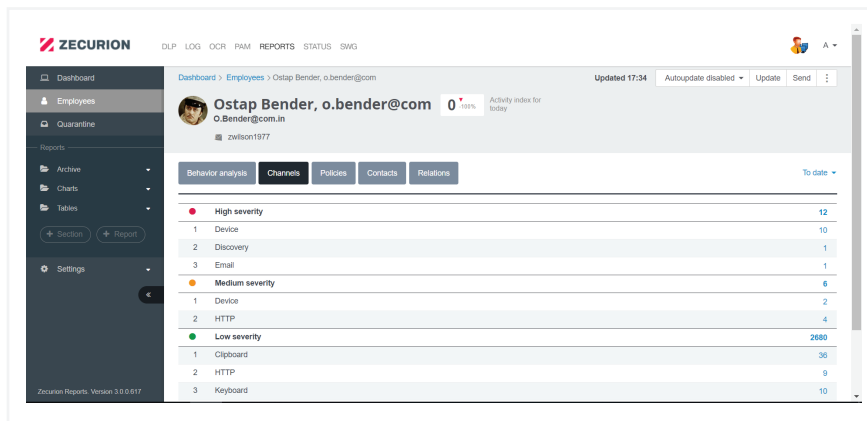 ZECURION
DLP LOG OCR PAM REPORTS STATUS SWG
A
Dashboard
Employees
Quarantine
Reports
Archive
Charts
Tables
+ Section + Report
Settings
«
Zecurion Reports. Version 3.0.0.617
Dashboard > Employees > Ostap Bender, o.bender@com
Updated 17:34 Autoupdate disabled Update Send
Ostap Bender, o.bender@com 0 -100% Activity index for today
O.Bender@com.in
zwilson1977
Behavior analysis Channels Policies Contacts Relations To date
High severity 12
1 Device 10
2 Discovery 1
3 Email 1
Medium severity 6
1 Device 2
2 HTTP 4
Low severity 2680
1 Clipboard 36
2 HTTP 9
3 Keyboard 10